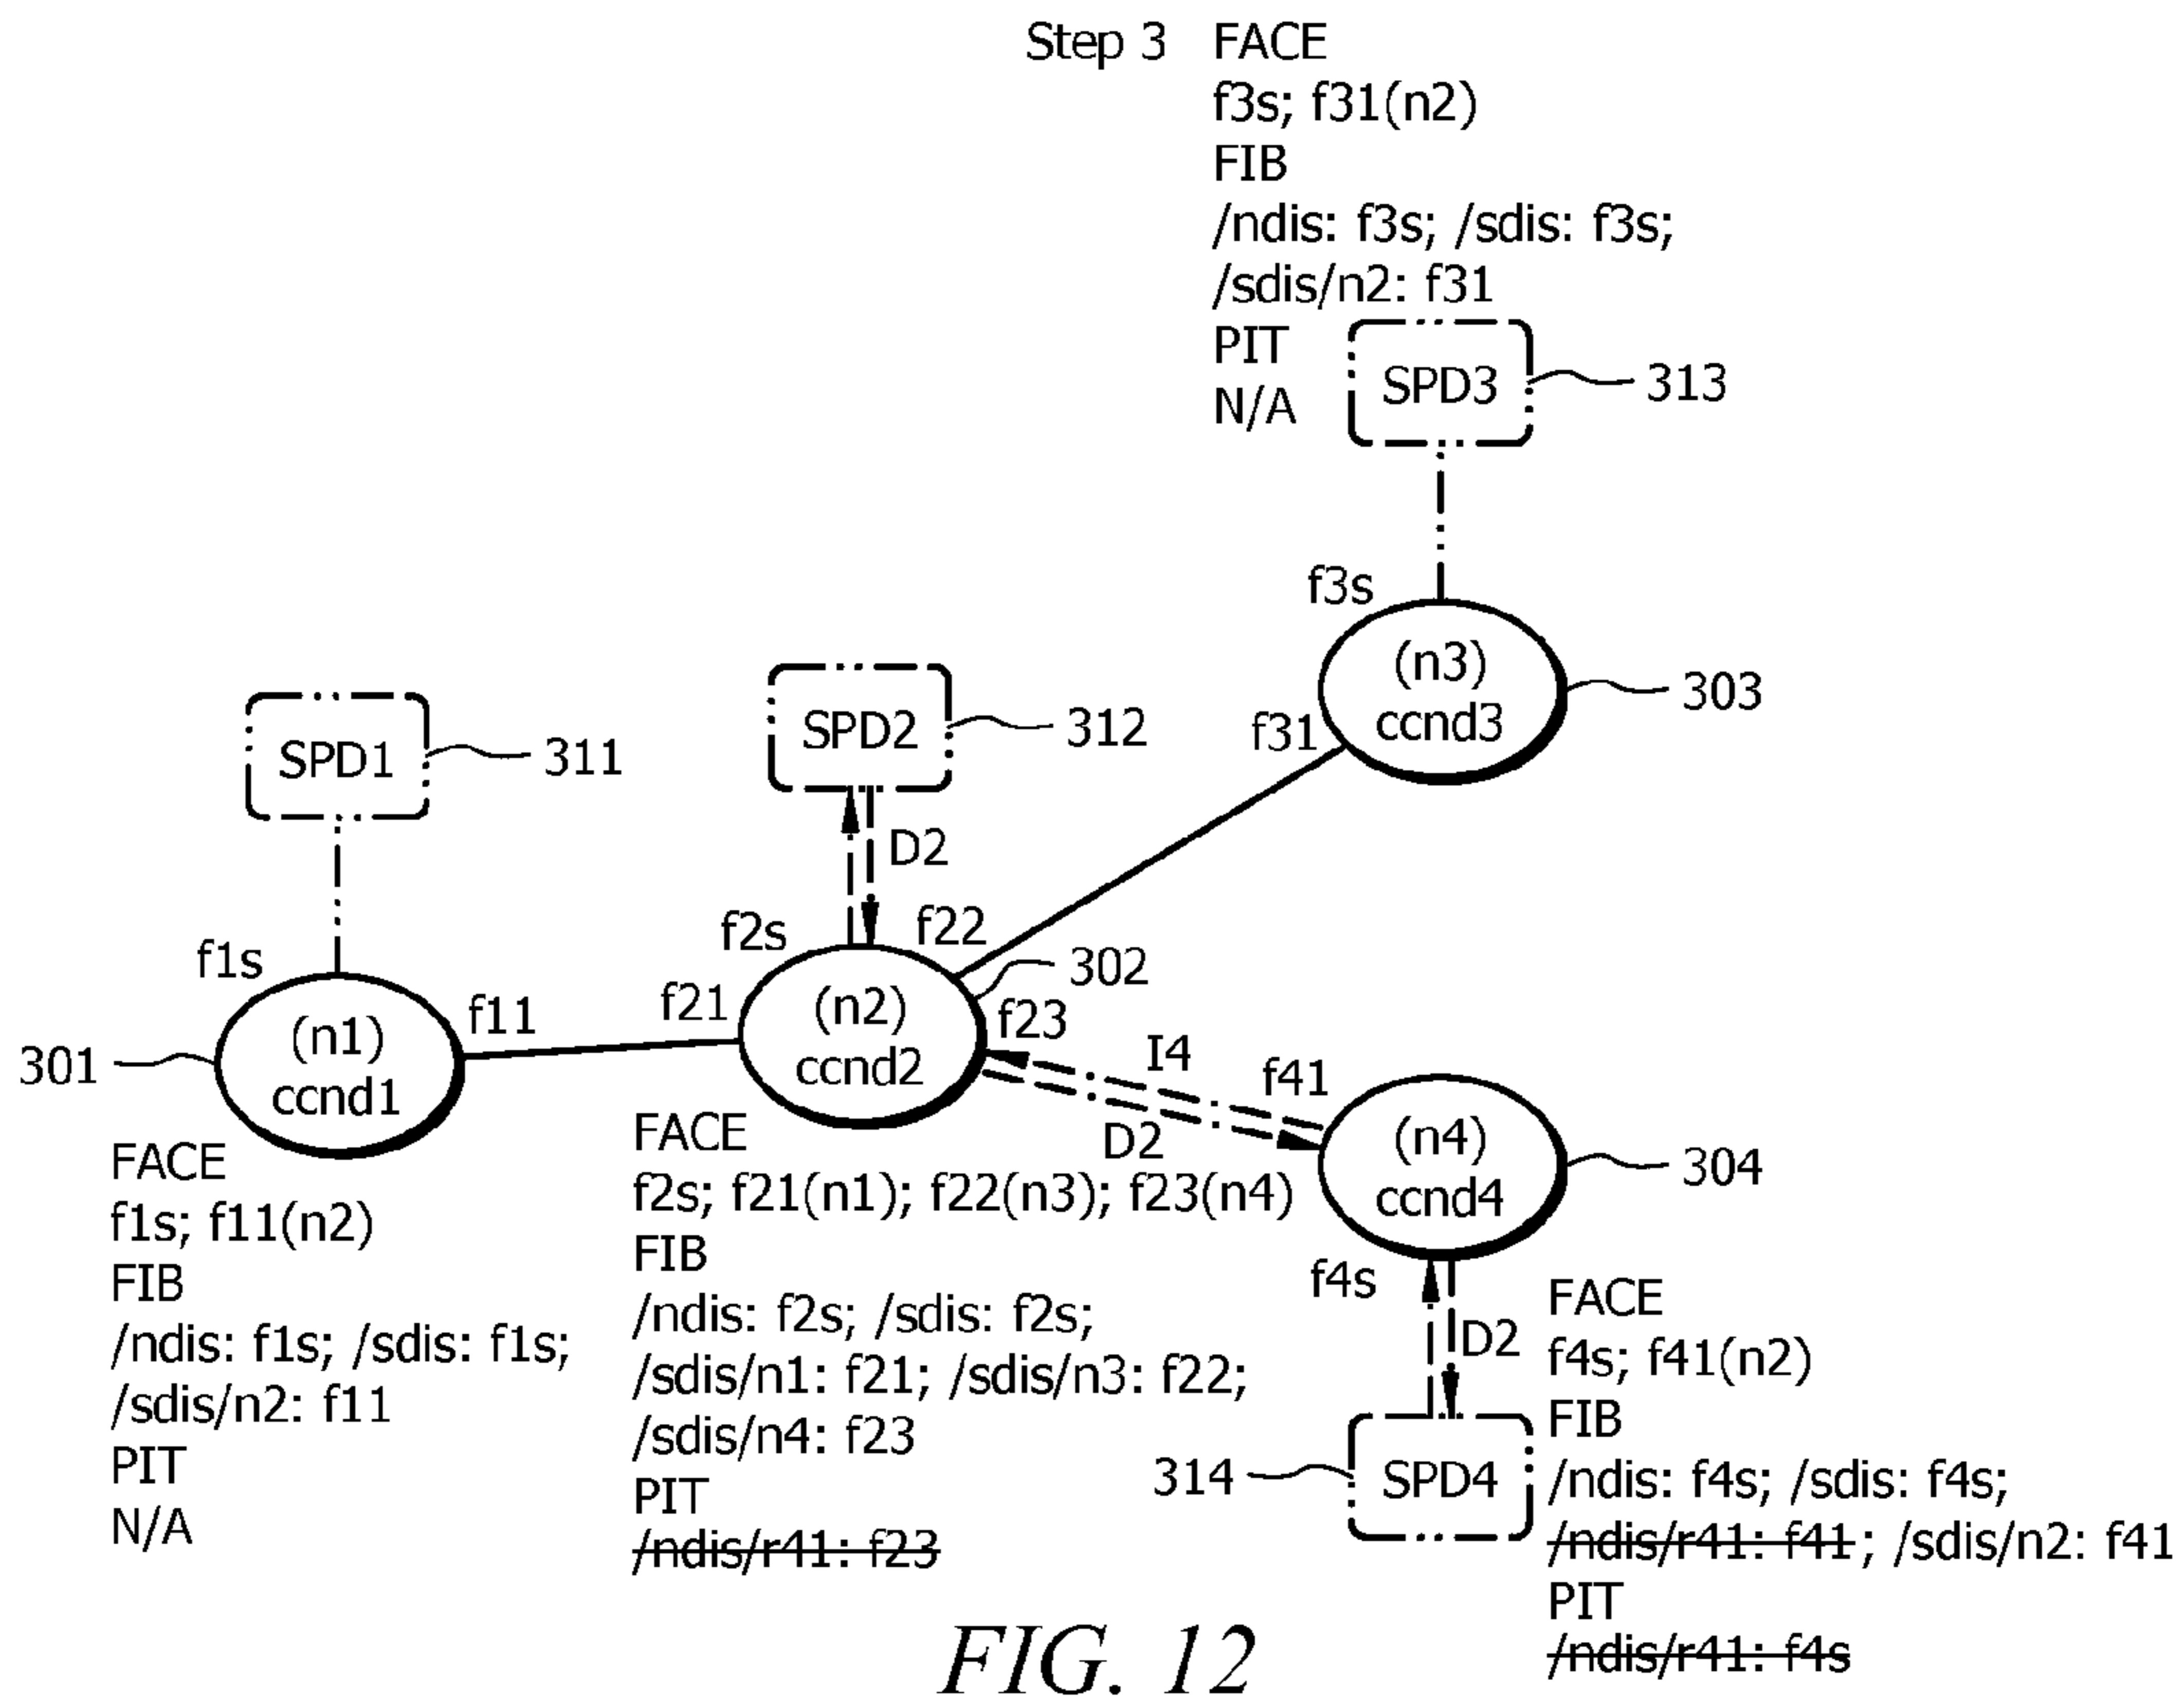 Step 3
FACE
f3s; f31(n2)
FIB
/ndis: f3s; /sdis: f3s;
/sdis/n2: f31
PIT
N/A
SPD3
313
f3s
(n3)
ccnd3
303
f31
SPD1
311
SPD2
312
D2
f2s
f22
302
f1s
(n1)
ccnd1
301
f11
f21
(n2)
ccnd2
f23
I4
D2
f41
(n4)
ccnd4
304
f4s
D2
SPD4
314
FACE
f1s; f11(n2)
FIB
/ndis: f1s; /sdis: f1s;
/sdis/n2: f11
PIT
N/A
FACE
f2s; f21(n1); f22(n3); f23(n4)
FIB
/ndis: f2s; /sdis: f2s;
/sdis/n1: f21; /sdis/n3: f22;
/sdis/n4: f23
PIT
/ndis/r41: f23
FACE
f4s; f41(n2)
FIB
/ndis: f4s; /sdis: f4s;
/ndis/r41: f41; /sdis/n2: f41
PIT
/ndis/r41: f4s
FIG. 12